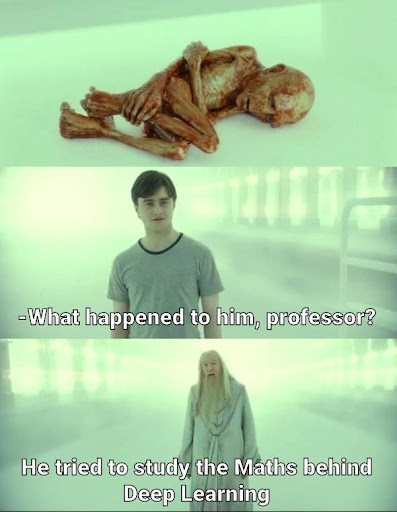 -What happened to him, professor?
He tried to study the Maths behind
Deep Learning